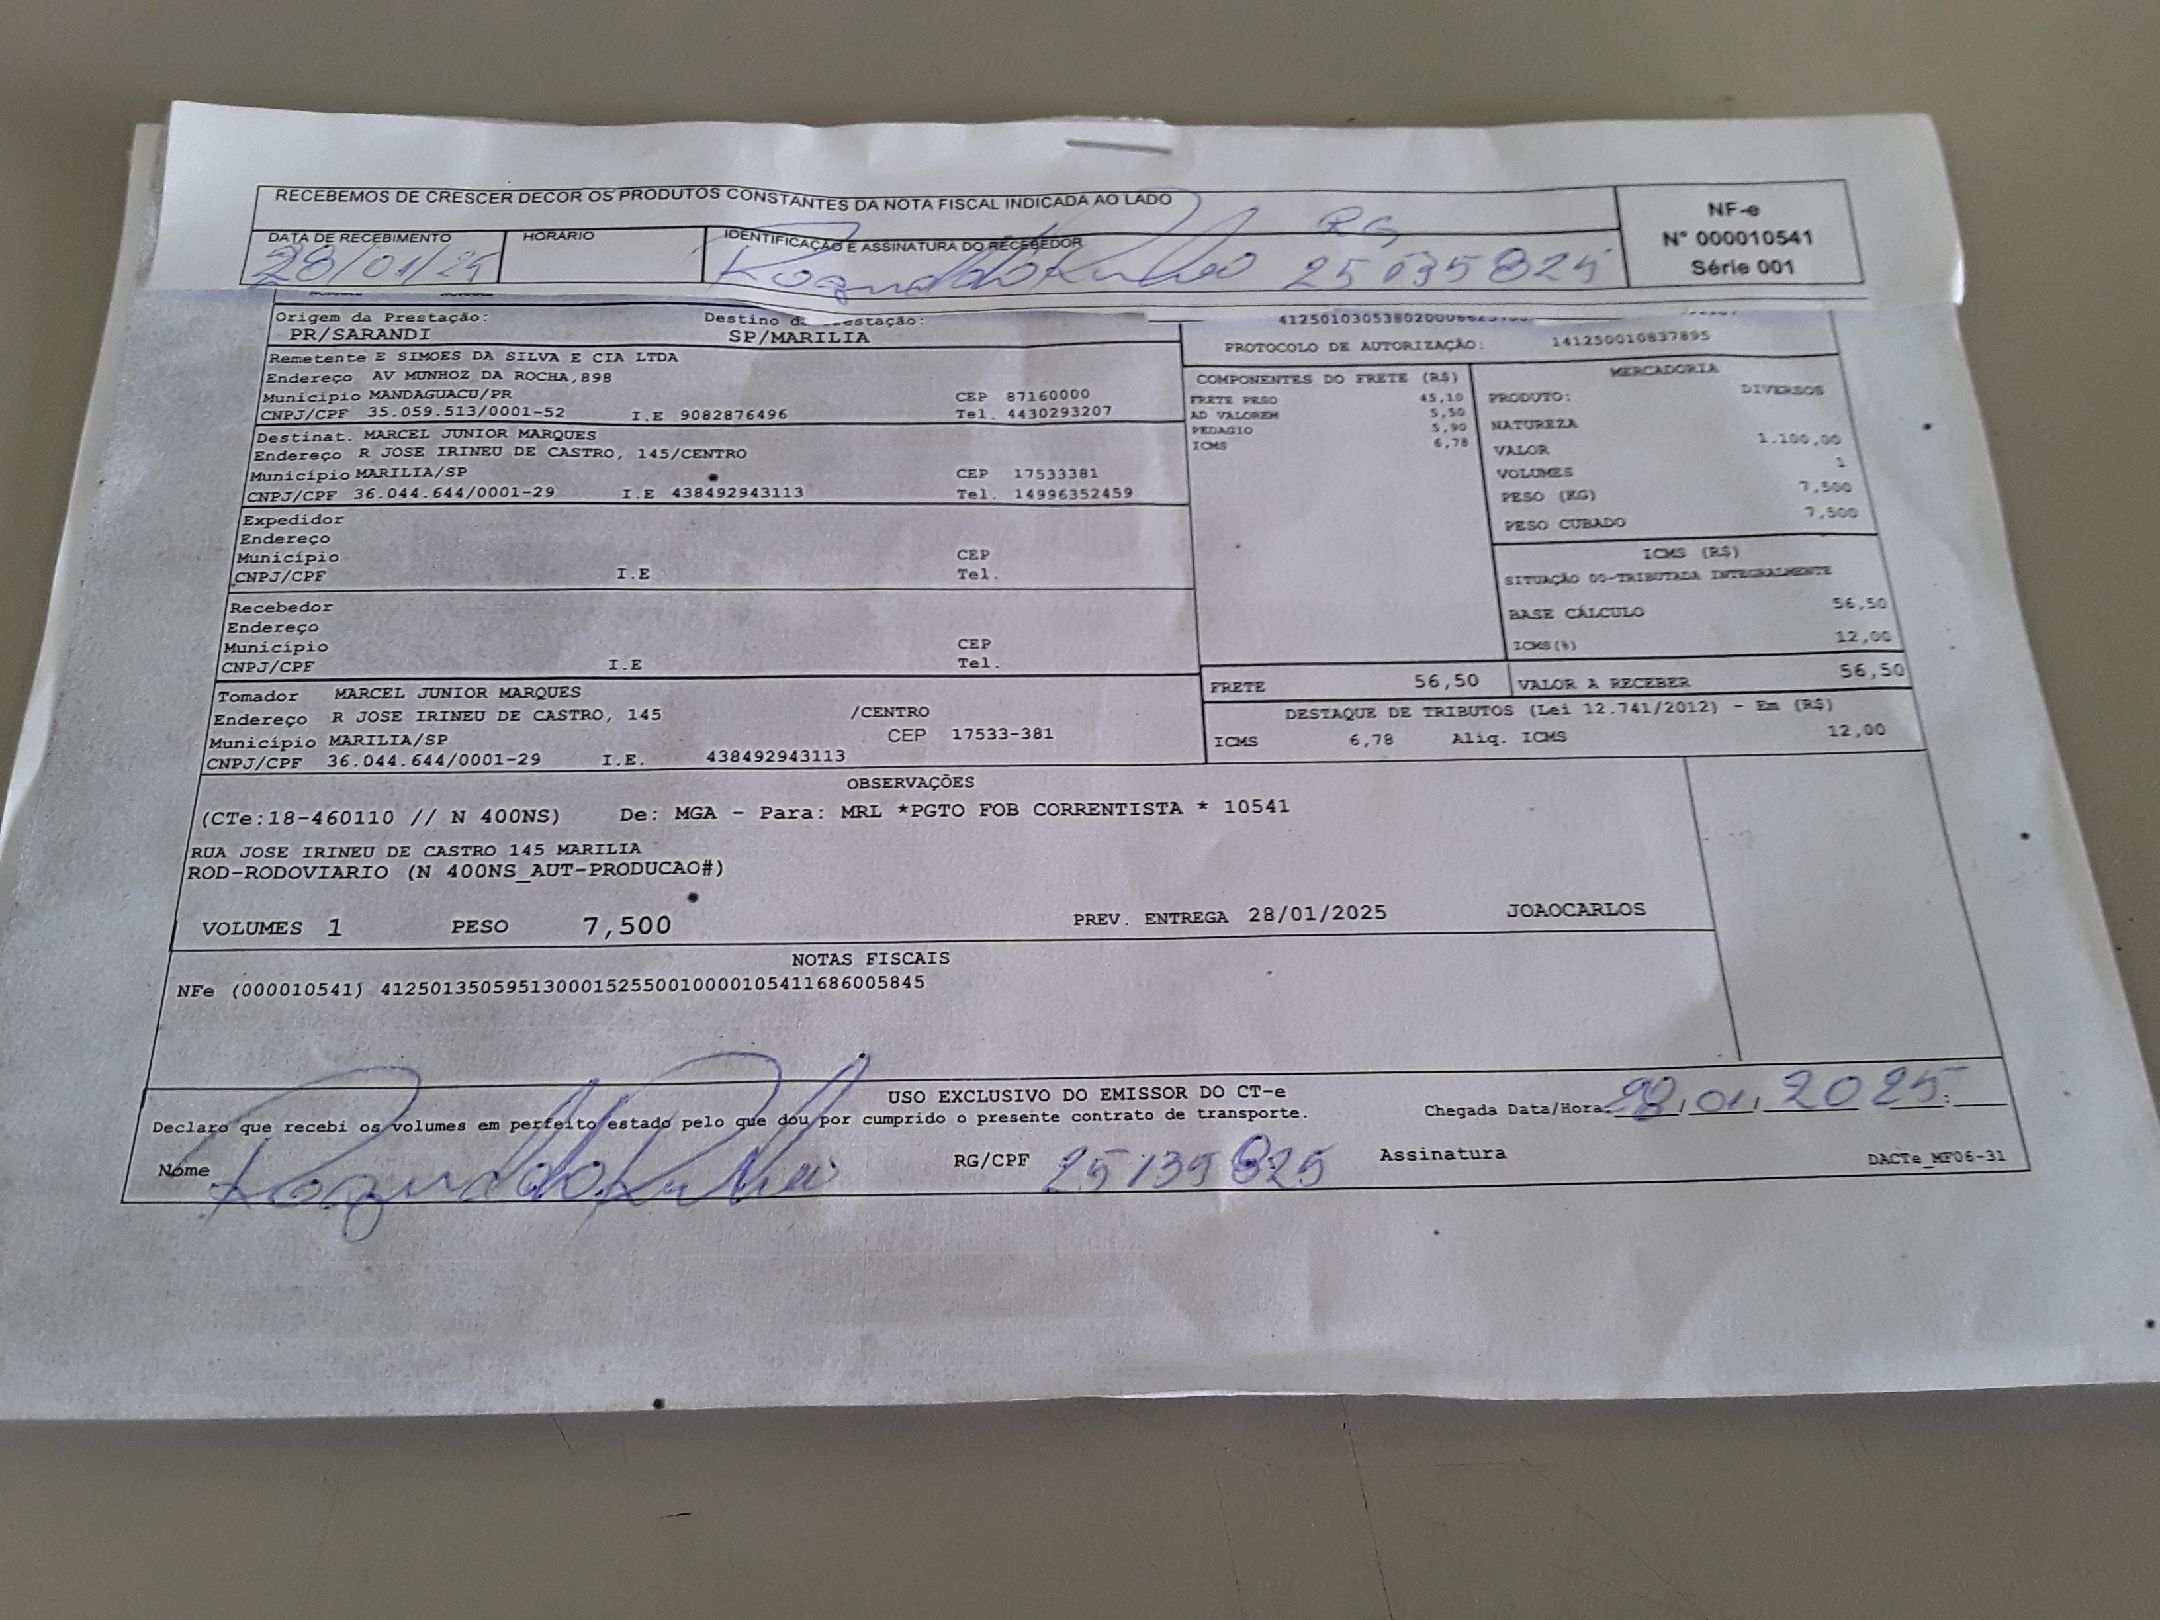 RECEBEMOS DE CRESCER DECOR OS PRODUTOS CONSTANTES DA NOTA FISCAL INDICADA AO LADO
DATA DE RECEBIMENTO
28/01/25
HORÁRIO
IDENTIFICAÇÃO E ASSINATURA DO RECEBEDOR
RG
25 135 825
NF-e
N° 000010541
Série 001
Origem da Prestação:
PR/SARANDI
Destino
estação:
SP/MARILIA
Remetente E SIMOES DA SILVA E CIA LTDA
Endereço AV MUNHOZ DA ROCHA,898
Município MANDAGUACU/PR CEP 87160000
CNPJ/CPF 35.059.513/0001-52 I.E 9082876496 Tel. 4430293207
Destinat. MARCEL JUNIOR MARQUES
Endereço R JOSE IRINEU DE CASTRO, 145/CENTRO
Município MARILIA/SP CEP 17533381
CNPJ/CPF 36.044.644/0001-29 I.E 438492943113 Tel. 14996352459
Expedidor
Endereço
Município CEP
CNPJ/CPF I.E Tel.
Recebedor
Endereço
Município CEP
CNPJ/CPF I.E Tel.
Tomador MARCEL JUNIOR MARQUES
Endereço R JOSE IRINEU DE CASTRO, 145 /CENTRO
Município MARILIA/SP CEP 17533-381
CNPJ/CPF 36.044.644/0001-29 I.E. 438492943113
PROTOCOLO DE AUTORIZAÇÃO: 141250010837895
COMPONENTES DO FRETE (R$)
FRETE PESO 45,10
AD VALOREM 5,50
PEDAGIO 5,90
ICMS 6,78
MERCADORIA
PRODUTO: DIVERSOS
NATUREZA
VALOR 1.100,00
VOLUMES 1
PESO (KG) 7,500
PESO CUBADO 7,500
ICMS (R$)
SITUAÇÃO 00-TRIBUTADA INTEGRALMENTE
BASE CÁLCULO 56,50
ICMS(%) 12,00
FRETE 56,50 VALOR A RECEBER 56,50
DESTAQUE DE TRIBUTOS (Lei 12.741/2012) - Em (R$)
ICMS 6,78 Aliq. ICMS 12,00
OBSERVAÇÕES
(CTe:18-460110 // N 400NS) De: MGA - Para: MRL *PGTO FOB CORRENTISTA * 10541
RUA JOSE IRINEU DE CASTRO 145 MARILIA
ROD-RODOVIARIO (N 400NS_AUT-PRODUCAO#)
VOLUMES 1 PESO 7,500 PREV. ENTREGA 28/01/2025 JOAOCARLOS
NOTAS FISCAIS
NFe (000010541) 41250135059513000152550010000105411686005845
USO EXCLUSIVO DO EMISSOR DO CT-e
Declaro que recebi os volumes em perfeito estado pelo que dou por cumprido o presente contrato de transporte.
Chegada Data/Hora: 28/01/2025
Nome
RG/CPF 25 135 825 Assinatura
DACTe_MF06-31